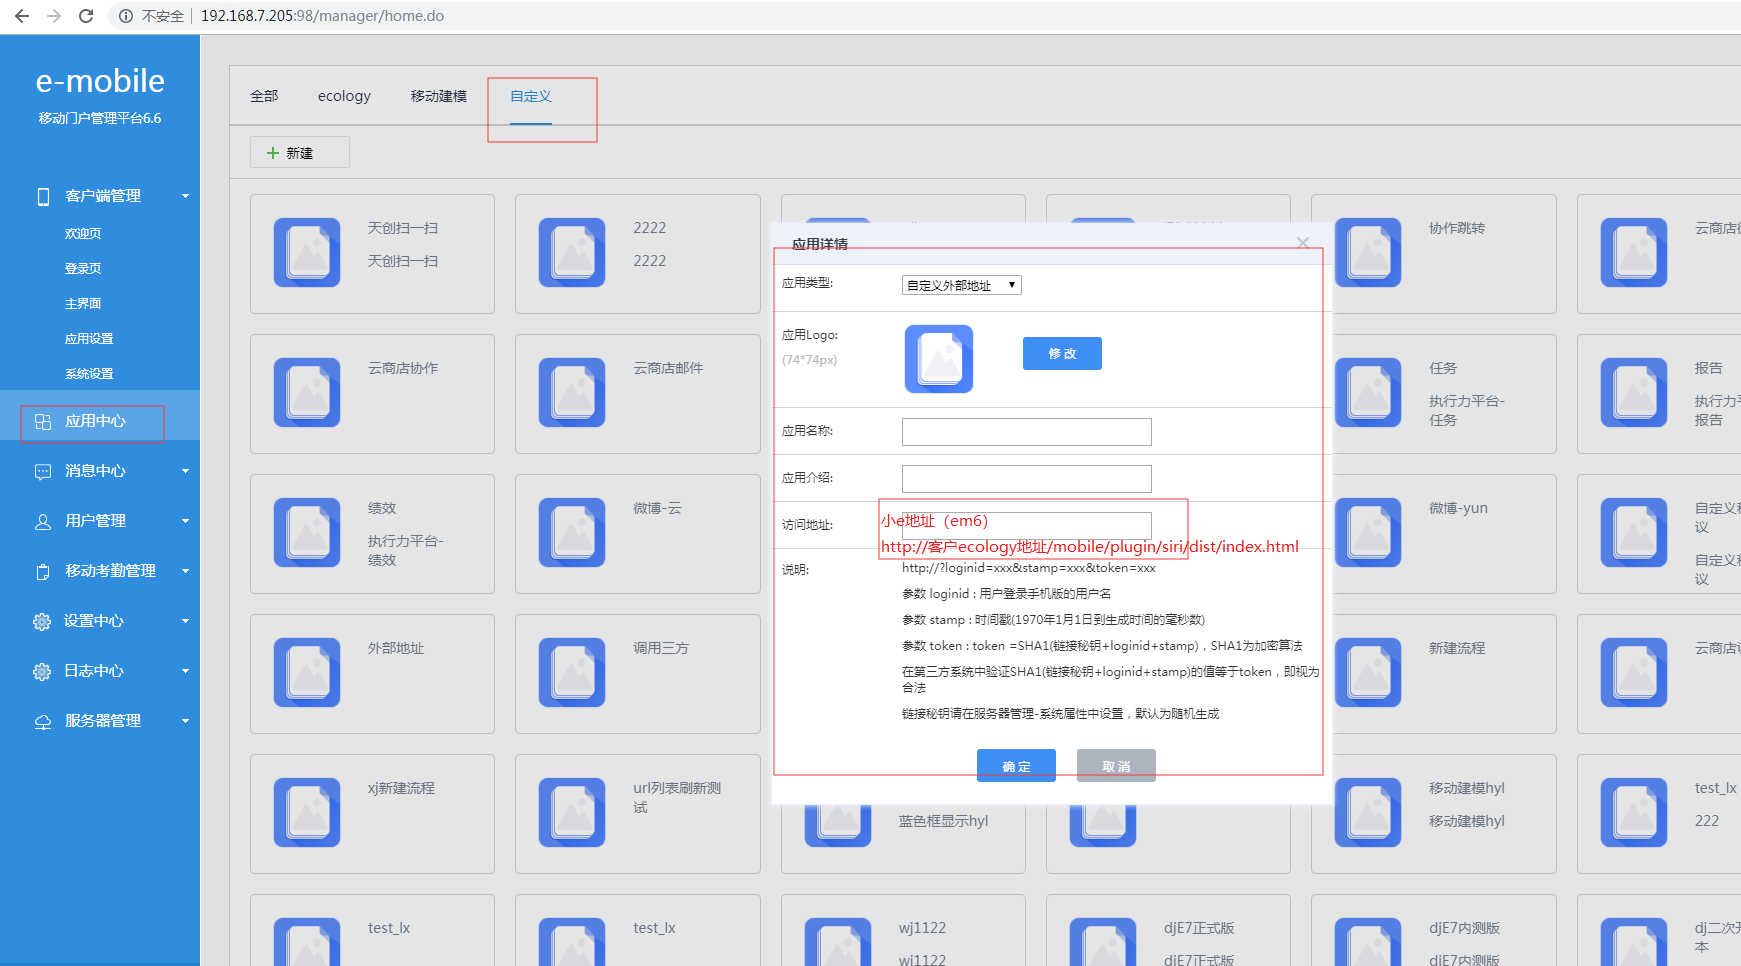 不安全 192.168.7.205:98/manager/home.do
e-mobile
移动门户管理平台6.6
客户端管理
欢迎页
登录页
主界面
应用设置
系统设置
应用中心
消息中心
用户管理
移动考勤管理
设置中心
日志中心
服务器管理
全部 ecology 移动建模 自定义
新建
天创扫一扫
天创扫一扫
2222
2222
协作跳转
云商店
云商店协作
云商店邮件
任务
执行力平台-
任务
报告
执行力
报告
绩效
执行力平台-
绩效
微博-云
微博-yun
自定义
议
自定义
议
外部地址
调用三方
新建流程
云商店
xj新建流程
url列表刷新测
试
蓝色框显示hyl
移动建模hyl
移动建模hyl
test_lx
222
test_lx
test_lx
wj1122
wj1122
djE7正式版
djE7正式版
djE7内测版
djE7内测版
dj二次
本
应用详情
应用类型: 自定义外部地址
应用Logo:
(74*74px)
修 改
应用名称:
应用介绍:
访问地址:
小e地址（em6）
http://客户ecology地址/mobile/plugin/siri/dist/index.html
说明:
http://?loginid=xxx&stamp=xxx&token=xxx
参数 loginid : 用户登录手机版的用户名
参数 stamp : 时间戳(1970年1月1日到生成时间的毫秒数)
参数 token : token =SHA1(链接秘钥+loginid+stamp)，SHA1为加密算法
在第三方系统中验证SHA1(链接秘钥+loginid+stamp)的值等于token，即视为
合法
链接秘钥请在服务器管理-系统属性中设置，默认为随机生成
确 定 取 消